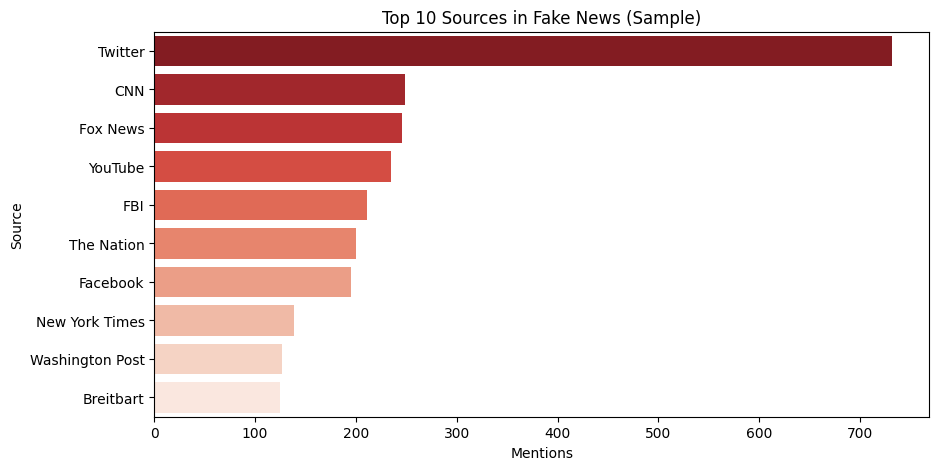 Top 10 Sources in Fake News (Sample)
Source
Twitter
CNN
Fox News
YouTube
FBI
The Nation
Facebook
New York Times
Washington Post
Breitbart
0 100 200 300 400 500 600 700
Mentions